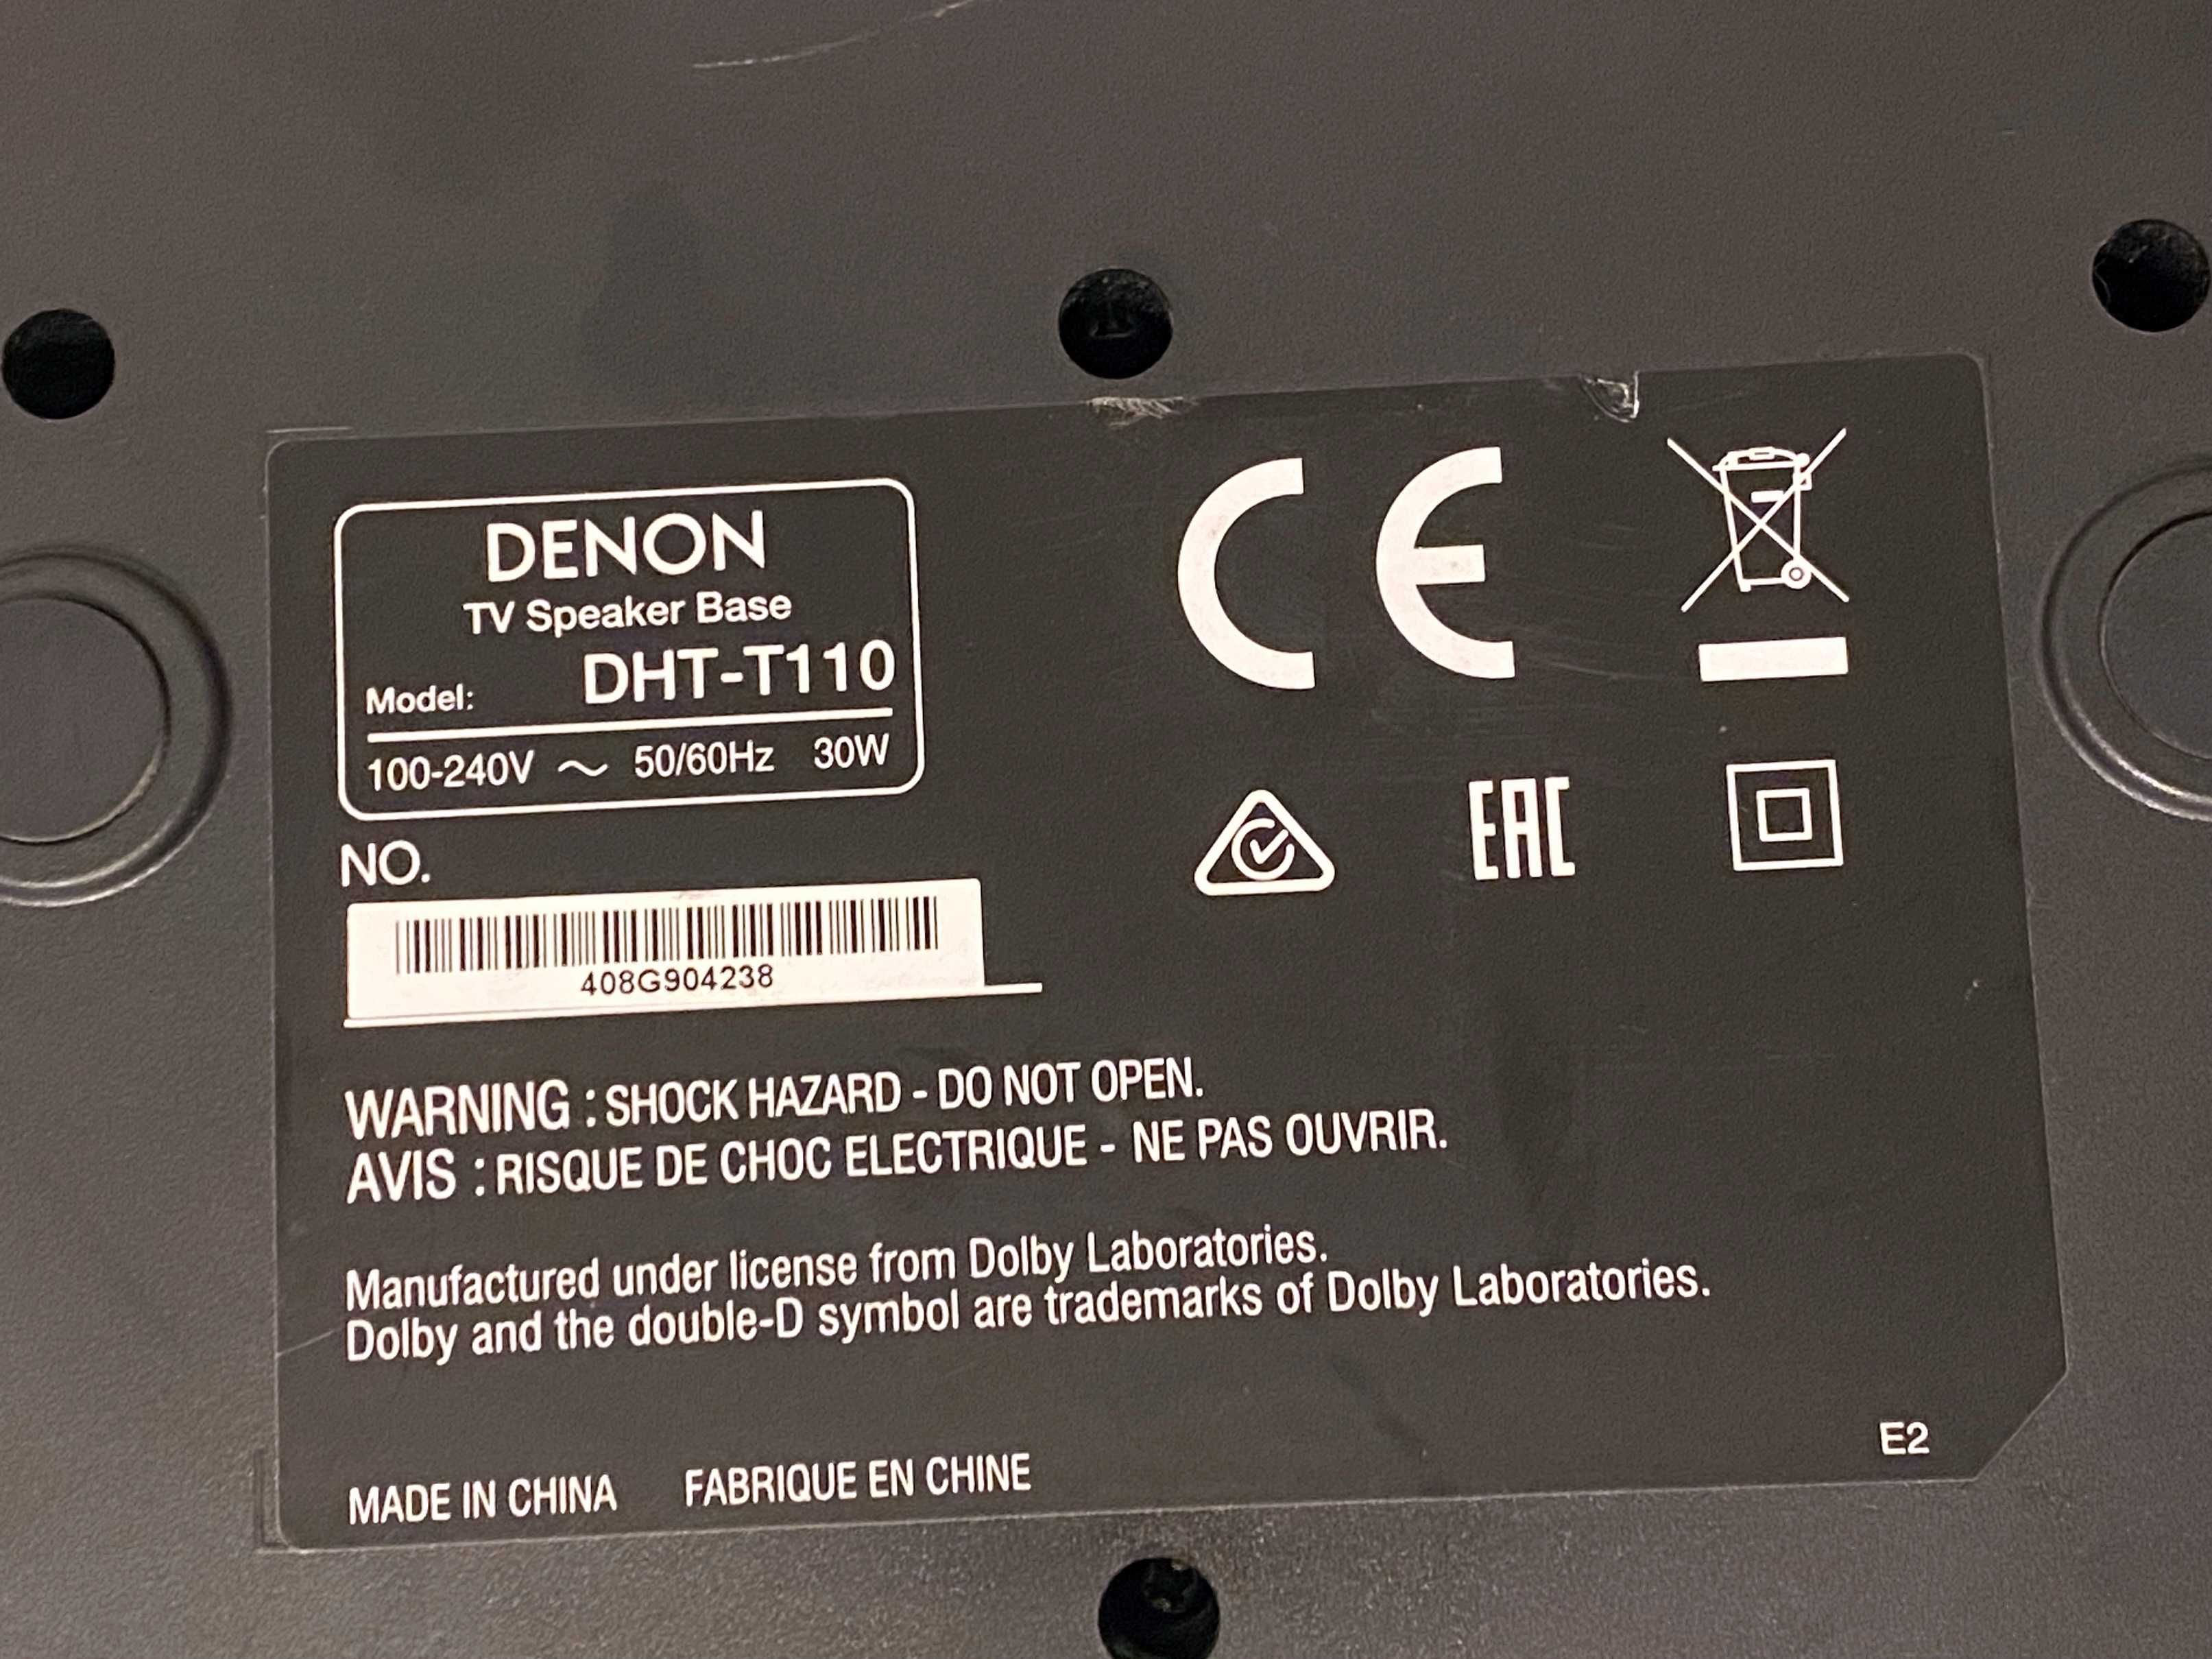 DENON
TV Speaker Base
Model: DHT-T110
100-240V ～ 50/60Hz 30W
NO.
408G904238
CE
EAC
WARNING : SHOCK HAZARD - DO NOT OPEN.
AVIS : RISQUE DE CHOC ELECTRIQUE - NE PAS OUVRIR.
Manufactured under license from Dolby Laboratories.
Dolby and the double-D symbol are trademarks of Dolby Laboratories.
E2
MADE IN CHINA FABRIQUE EN CHINE